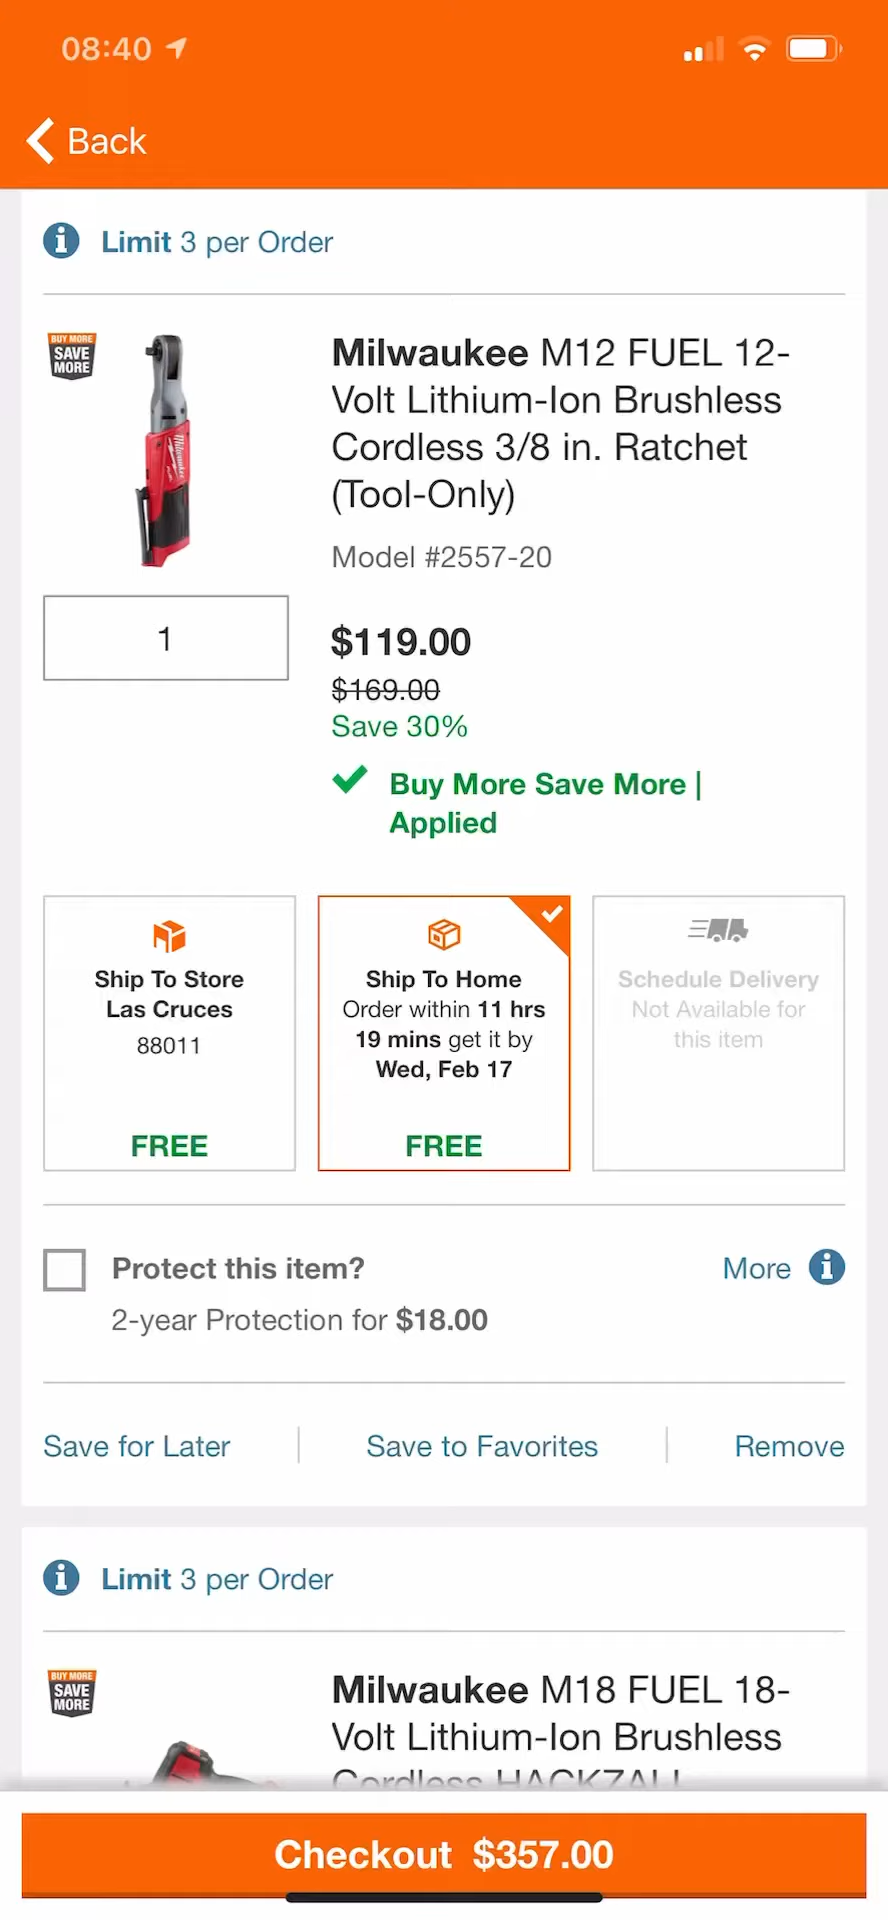 08:40
Back
Limit 3 per Order
BUY MORE
SAVE
MORE
Milwaukee M12 FUEL 12-
Volt Lithium-Ion Brushless
Cordless 3/8 in. Ratchet
(Tool-Only)
Model #2557-20
1
$119.00
$169.00
Save 30%
Buy More Save More |
Applied
Ship To Store
Las Cruces
88011
FREE
Ship To Home
Order within 11 hrs
19 mins get it by
Wed, Feb 17
FREE
Schedule Delivery
Not Available for
this item
Protect this item?
More
2-year Protection for $18.00
Save for Later
Save to Favorites
Remove
Limit 3 per Order
BUY MORE
SAVE
MORE
Milwaukee M18 FUEL 18-
Volt Lithium-Ion Brushless
Cordless HACKZALL
Checkout $357.00